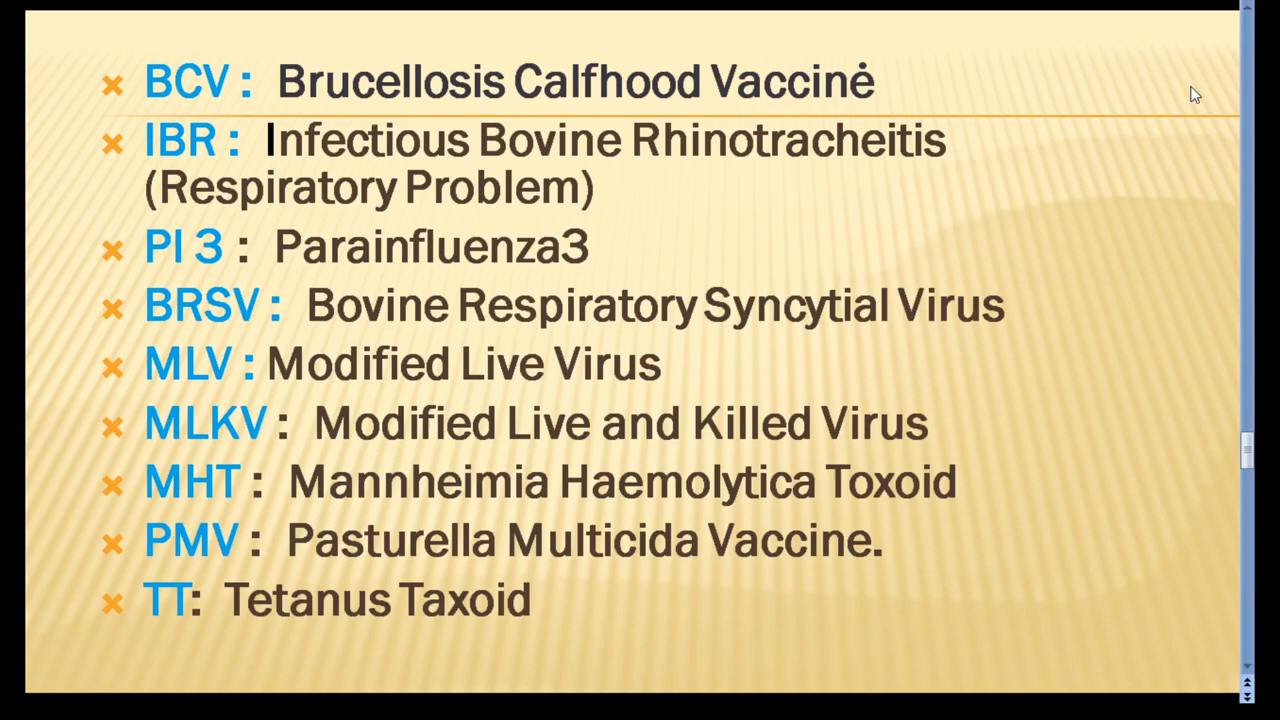 BCV : Brucellosis Calfhood Vaccinė
IBR : Infectious Bovine Rhinotracheitis
(Respiratory Problem)
PI 3 : Parainfluenza3
BRSV : Bovine Respiratory Syncytial Virus
MLV : Modified Live Virus
MLKV : Modified Live and Killed Virus
MHT : Mannheimia Haemolytica Toxoid
PMV : Pasturella Multicida Vaccine.
TT: Tetanus Taxoid